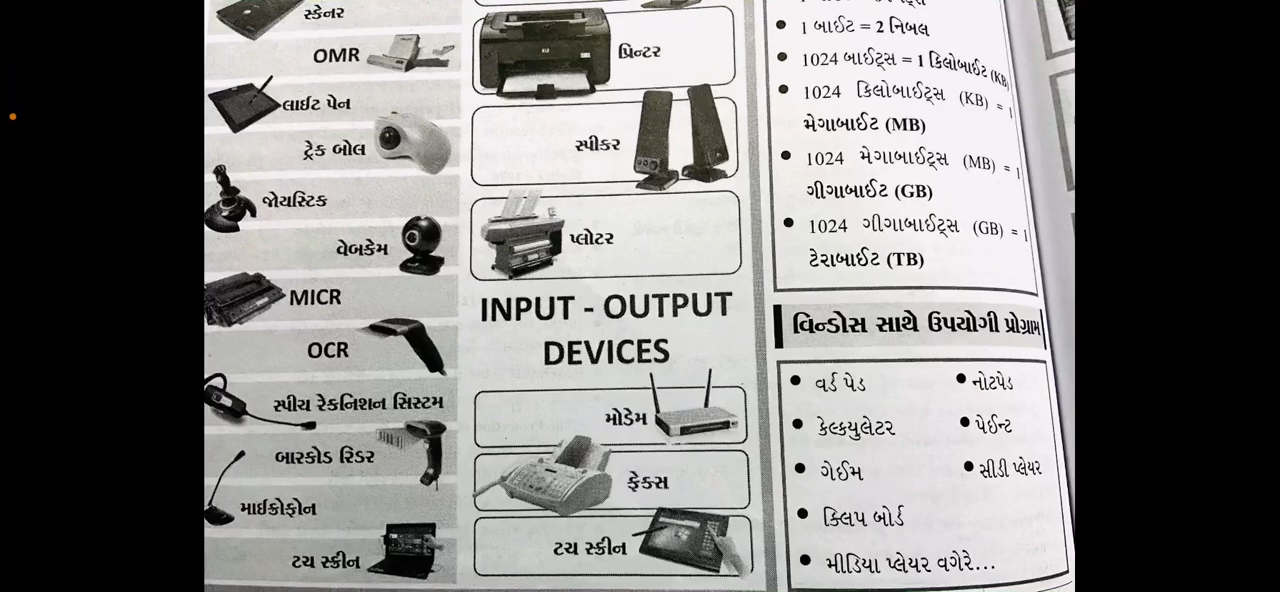 સ્કેનર
OMR
લાઈટ પેન
ટ્રેક બોલ
જોયસ્ટિક
વેબકેમ
MICR
OCR
સ્પીચ રેકનિશન સિસ્ટમ
બારકોડ રિડર
માઈક્રોફોન
ટચ સ્ક્રીન
પ્રિન્ટર
સ્પીકર
પ્લોટર
INPUT - OUTPUT
DEVICES
મોડેમ
ફેક્સ
ટચ સ્ક્રીન
1 બાઈટ = 2 નિબલ
1024 બાઈટ્સ = 1 કિલોબાઈટ (KB)
1024 કિલોબાઈટ્સ (KB) = 1
મેગાબાઈટ (MB)
1024 મેગાબાઈટ્સ (MB) = 1
ગીગાબાઈટ (GB)
1024 ગીગાબાઈટ્સ (GB) = 1
ટેરાબાઈટ (TB)
વિન્ડોસ સાથે ઉપયોગી પ્રોગ્રામ
વર્ડ પેડ
નોટપેડ
કેલ્ક્યુલેટર
પેઈન્ટ
ગેઈમ
સીડી પ્લેયર
ક્લિપ બોર્ડ
મીડિયા પ્લેયર વગેરે...